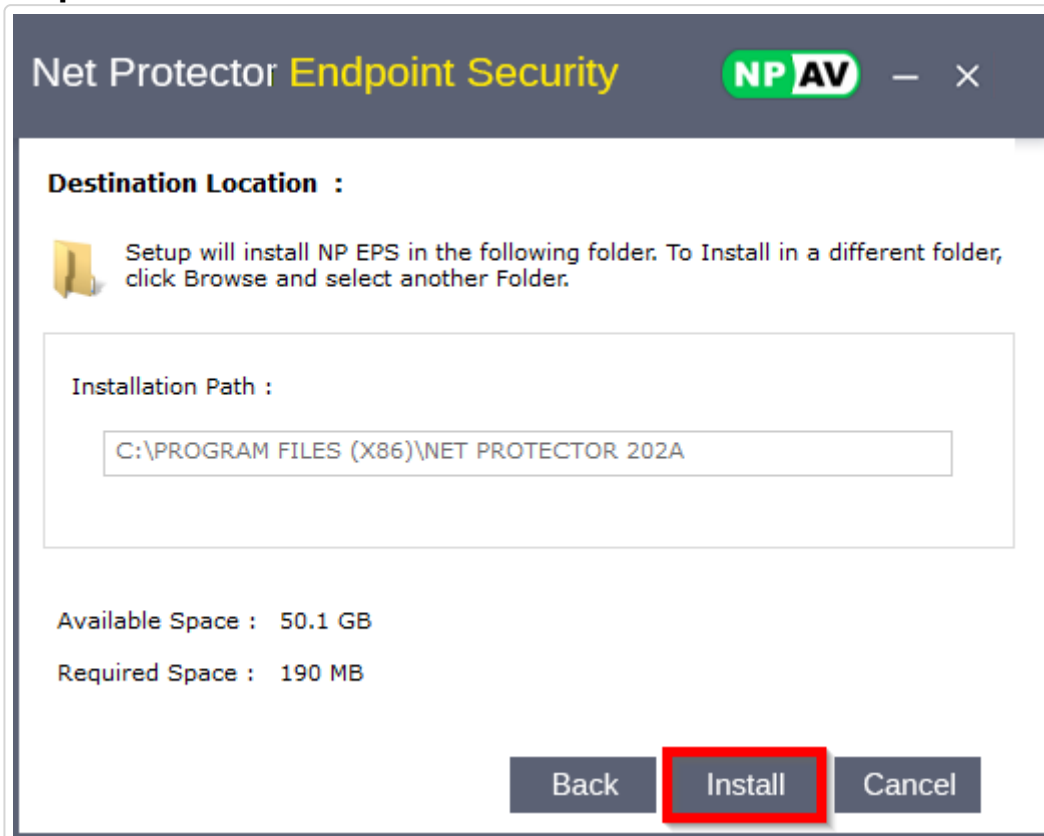 Net Protector Endpoint Security NP AV
Destination Location :
Setup will install NP EPS in the following folder. To Install in a different folder,
click Browse and select another Folder.
Installation Path :
C:\PROGRAM FILES (X86)\NET PROTECTOR 202A
Available Space : 50.1 GB
Required Space : 190 MB
Back Install Cancel